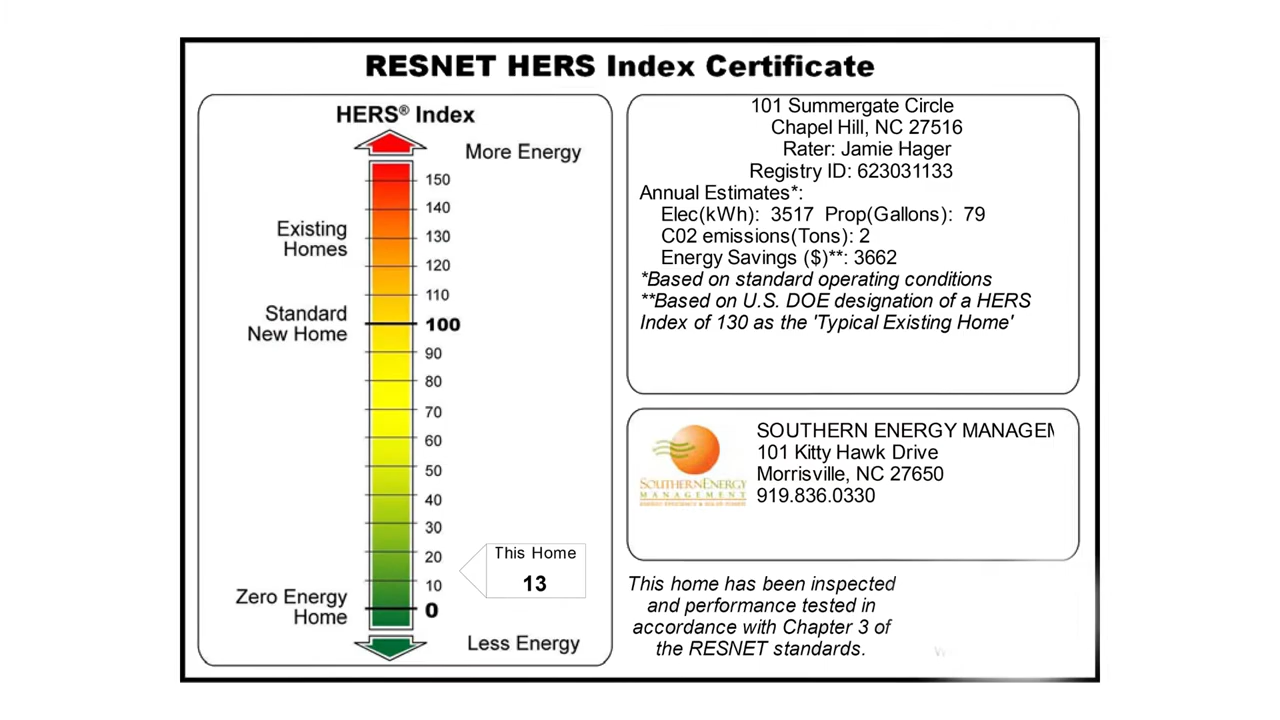 RESNET HERS Index Certificate
HERS® Index
More Energy
150
140
Existing
Homes
130
120
110
Standard
New Home
100
90
80
70
60
50
40
30
20
10
Zero Energy
Home
0
Less Energy
This Home
13
101 Summergate Circle
Chapel Hill, NC 27516
Rater: Jamie Hager
Registry ID: 623031133
Annual Estimates*:
Elec(kWh): 3517 Prop(Gallons): 79
C02 emissions(Tons): 2
Energy Savings ($)**: 3662
*Based on standard operating conditions
**Based on U.S. DOE designation of a HERS
Index of 130 as the 'Typical Existing Home'
SOUTHERN ENERGY
MANAGEMENT
SOUTHERN ENERGY MANAGEM
101 Kitty Hawk Drive
Morrisville, NC 27650
919.836.0330
This home has been inspected
and performance tested in
accordance with Chapter 3 of
the RESNET standards.